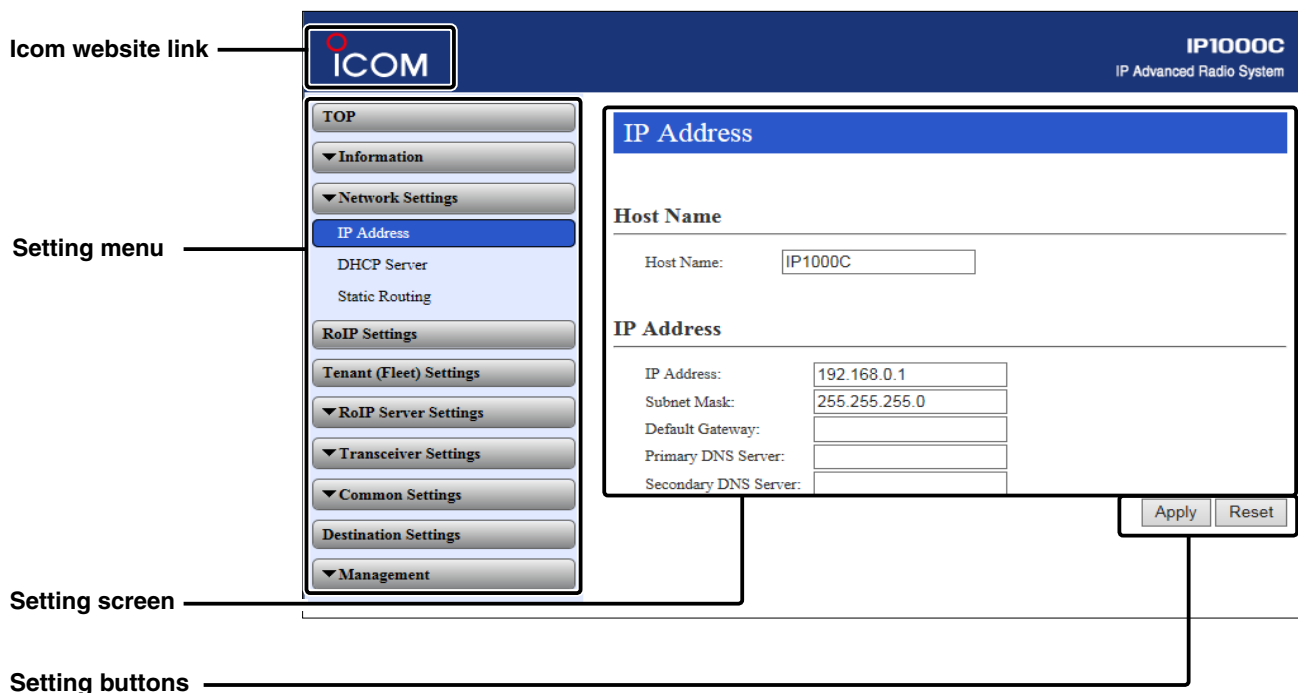 Icom website link
ICOM
IP1000C
IP Advanced Radio System
Setting menu
TOP
▼Information
▼Network Settings
IP Address
DHCP Server
Static Routing
RoIP Settings
Tenant (Fleet) Settings
▼RoIP Server Settings
▼Transceiver Settings
▼Common Settings
Destination Settings
▼Management
IP Address
Host Name
Host Name: IP1000C
IP Address
IP Address: 192.168.0.1
Subnet Mask: 255.255.255.0
Default Gateway:
Primary DNS Server:
Secondary DNS Server:
Apply Reset
Setting screen
Setting buttons